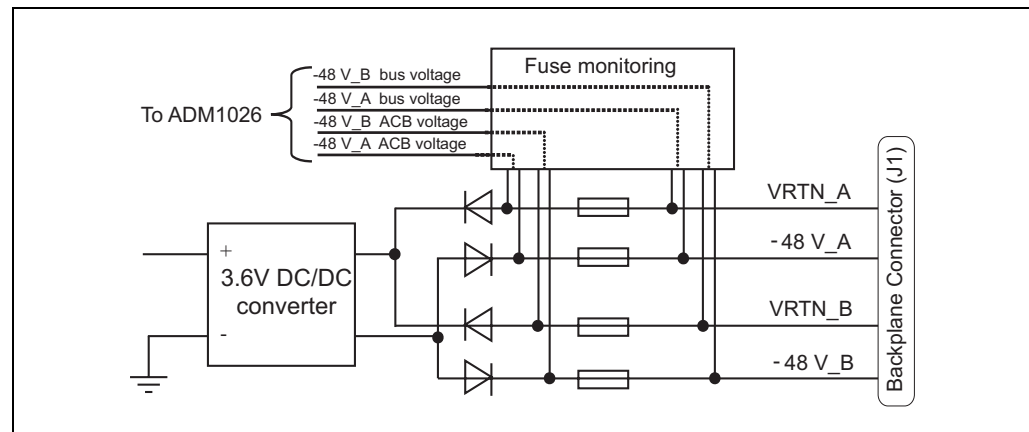 Fuse monitoring
-48 V_B bus voltage
-48 V_A bus voltage
-48 V_B ACB voltage
-48 V_A ACB voltage
To ADM1026
VRTN_A
-48 V_A
VRTN_B
-48 V_B
Backplane Connector (J1)
+
3.6V DC/DC
converter
-